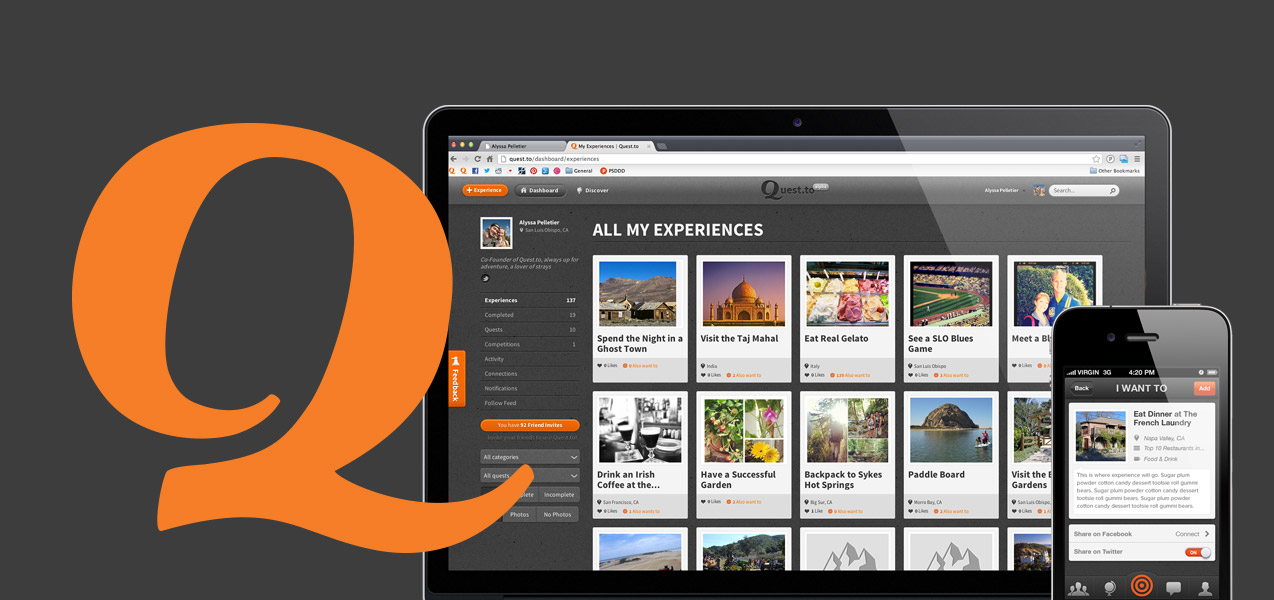 Q
Alyssa Pelletier
My Experiences | Quest.to
quest.to/dashboard/experiences
General
PSDDD
Other Bookmarks
+ Experience
Dashboard
Discover
Quest.to
alpha
Alyssa Pelletier
Search...
Alyssa Pelletier
San Luis Obispo, CA
Co-Founder of Quest.to, always up for
adventure, a lover of strays
Experiences 137
Completed 19
Quests 10
Competitions 1
Activity
Connections
Notifications
Follow Feed
You have 92 Friend Invites
Invite your friends to join Quest.to!
All categories
All quests
plete
Incomplete
Photos
No Photos
Feedback
ALL MY EXPERIENCES
Spend the Night in a
Ghost Town
0 Likes 0 Also want to
Visit the Taj Mahal
India
0 Likes 2 Also want to
Eat Real Gelato
Italy
0 Likes 139 Also want to
See a SLO Blues
Game
San Luis Obispo
0 Likes 3 Also want to
Meet a Bl
0 Likes
Drink an Irish
Coffee at the...
San Francisco, CA
0 Likes 1 Also want to
Have a Successful
Garden
0 Likes 2 Also want to
Backpack to Sykes
Hot Springs
Big Sur, CA
1 Like 0 Also want to
Paddle Board
Morro Bay, CA
0 Likes 2 Also want to
Visit the
Gardens
San Luis Obispo
0 Likes
VIRGIN 3G 4:20 PM
Back
I WANT TO
Add
Eat Dinner at The
French Laundry
Napa Valley, CA
Top 10 Restaurants in...
Food & Drink
This is where experience will go. Sugar plum
powder cotton candy dessert tootsie roll gummi
bears. Sugar plum powder cotton candy dessert
tootsie roll gummi bears. Sugar plum powder
cotton candy dessert tootsie roll gummi bears.
Share on Facebook
Connect
Share on Twitter
ON